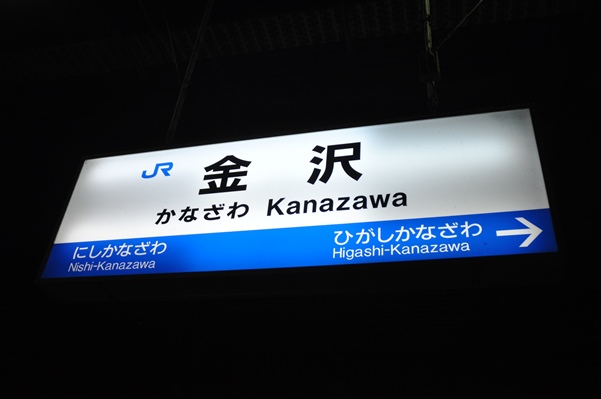 JR 金沢
かなざわ Kanazawa
にしかなざわ
Nishi-Kanazawa
ひがしかなざわ →
Higashi-Kanazawa